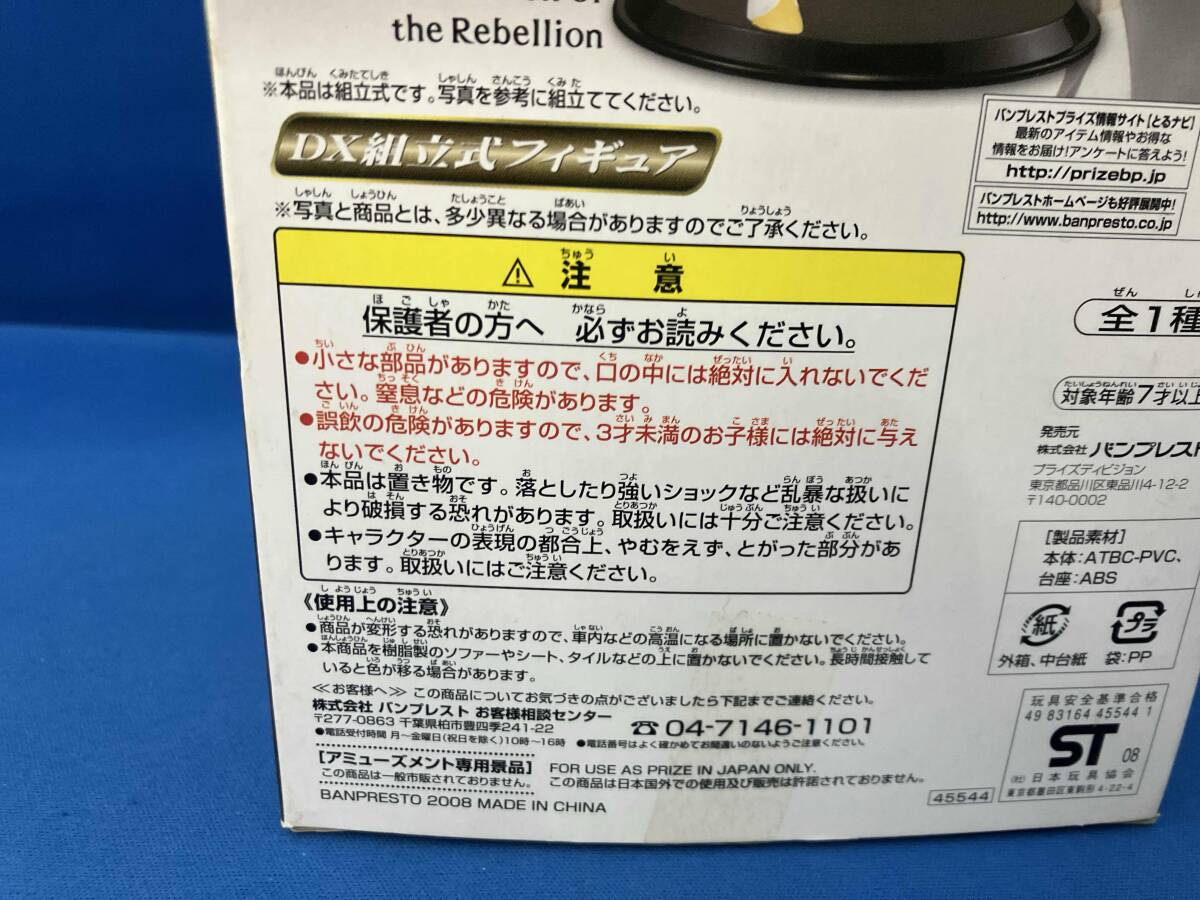 the Rebellion
※本品は組立式です。写真を参考に組立ててください。
DX組立式フィギュア
※写真と商品とは、多少異なる場合がありますのでご了承ください。
バンプレストプライズ情報サイト[とるナビ]
最新のアイテム情報やお得な
情報をお届け!アンケートに答えよう!
http://prizebp.jp
バンプレストホームページも好評展開中!
http://www.banpresto.co.jp
⚠ 注意
保護者の方へ 必ずお読みください。
●小さな部品がありますので、口の中には絶対に入れないでくだ
さい。窒息などの危険があります。
●誤飲の危険がありますので、3才未満のお子様には絶対に与え
ないでください。
●本品は置き物です。落としたり強いショックなど乱暴な扱いに
より破損する恐れがあります。取扱いには十分ご注意ください。
●キャラクターの表現の都合上、やむをえず、とがった部分があ
ります。取扱いにはご注意ください。
《使用上の注意》
●商品が変形する恐れがありますので、車内などの高温になる場所に置かないでください。
●本商品を樹脂製のソファーやシート、タイルなどの上に置かないでください。長時間接触して
いると色が移る場合があります。
≪お客様へ≫ この商品についてお気づきの点がございましたら下記までご連絡ください。
株式会社 バンプレスト お客様相談センター
〒277-0863 千葉県柏市豊四季241-22
☎04-7146-1101
●電話受付時間 月~金曜日(祝日を除く)10時~16時 ●電話番号はよく確かめてお間違いのないようご注意ください。
[アミューズメント専用景品] FOR USE AS PRIZE IN JAPAN ONLY.
この商品は一般市販されておりません。 この商品は日本国外での使用及び販売は許諾されておりません。
BANPRESTO 2008 MADE IN CHINA
45544
全1種
対象年齢7才以上
発売元
株式会社 バンプレスト
プライズディビジョン
東京都品川区東品川4-12-2
〒140-0002
[製品素材]
本体:ATBC-PVC、
台座:ABS
紙 プラ
外箱、中台紙 袋:PP
玩具安全基準合格
49 83164 45544 1
ST 08
(社)日本玩具協会
東京都墨田区東駒形4-22-4